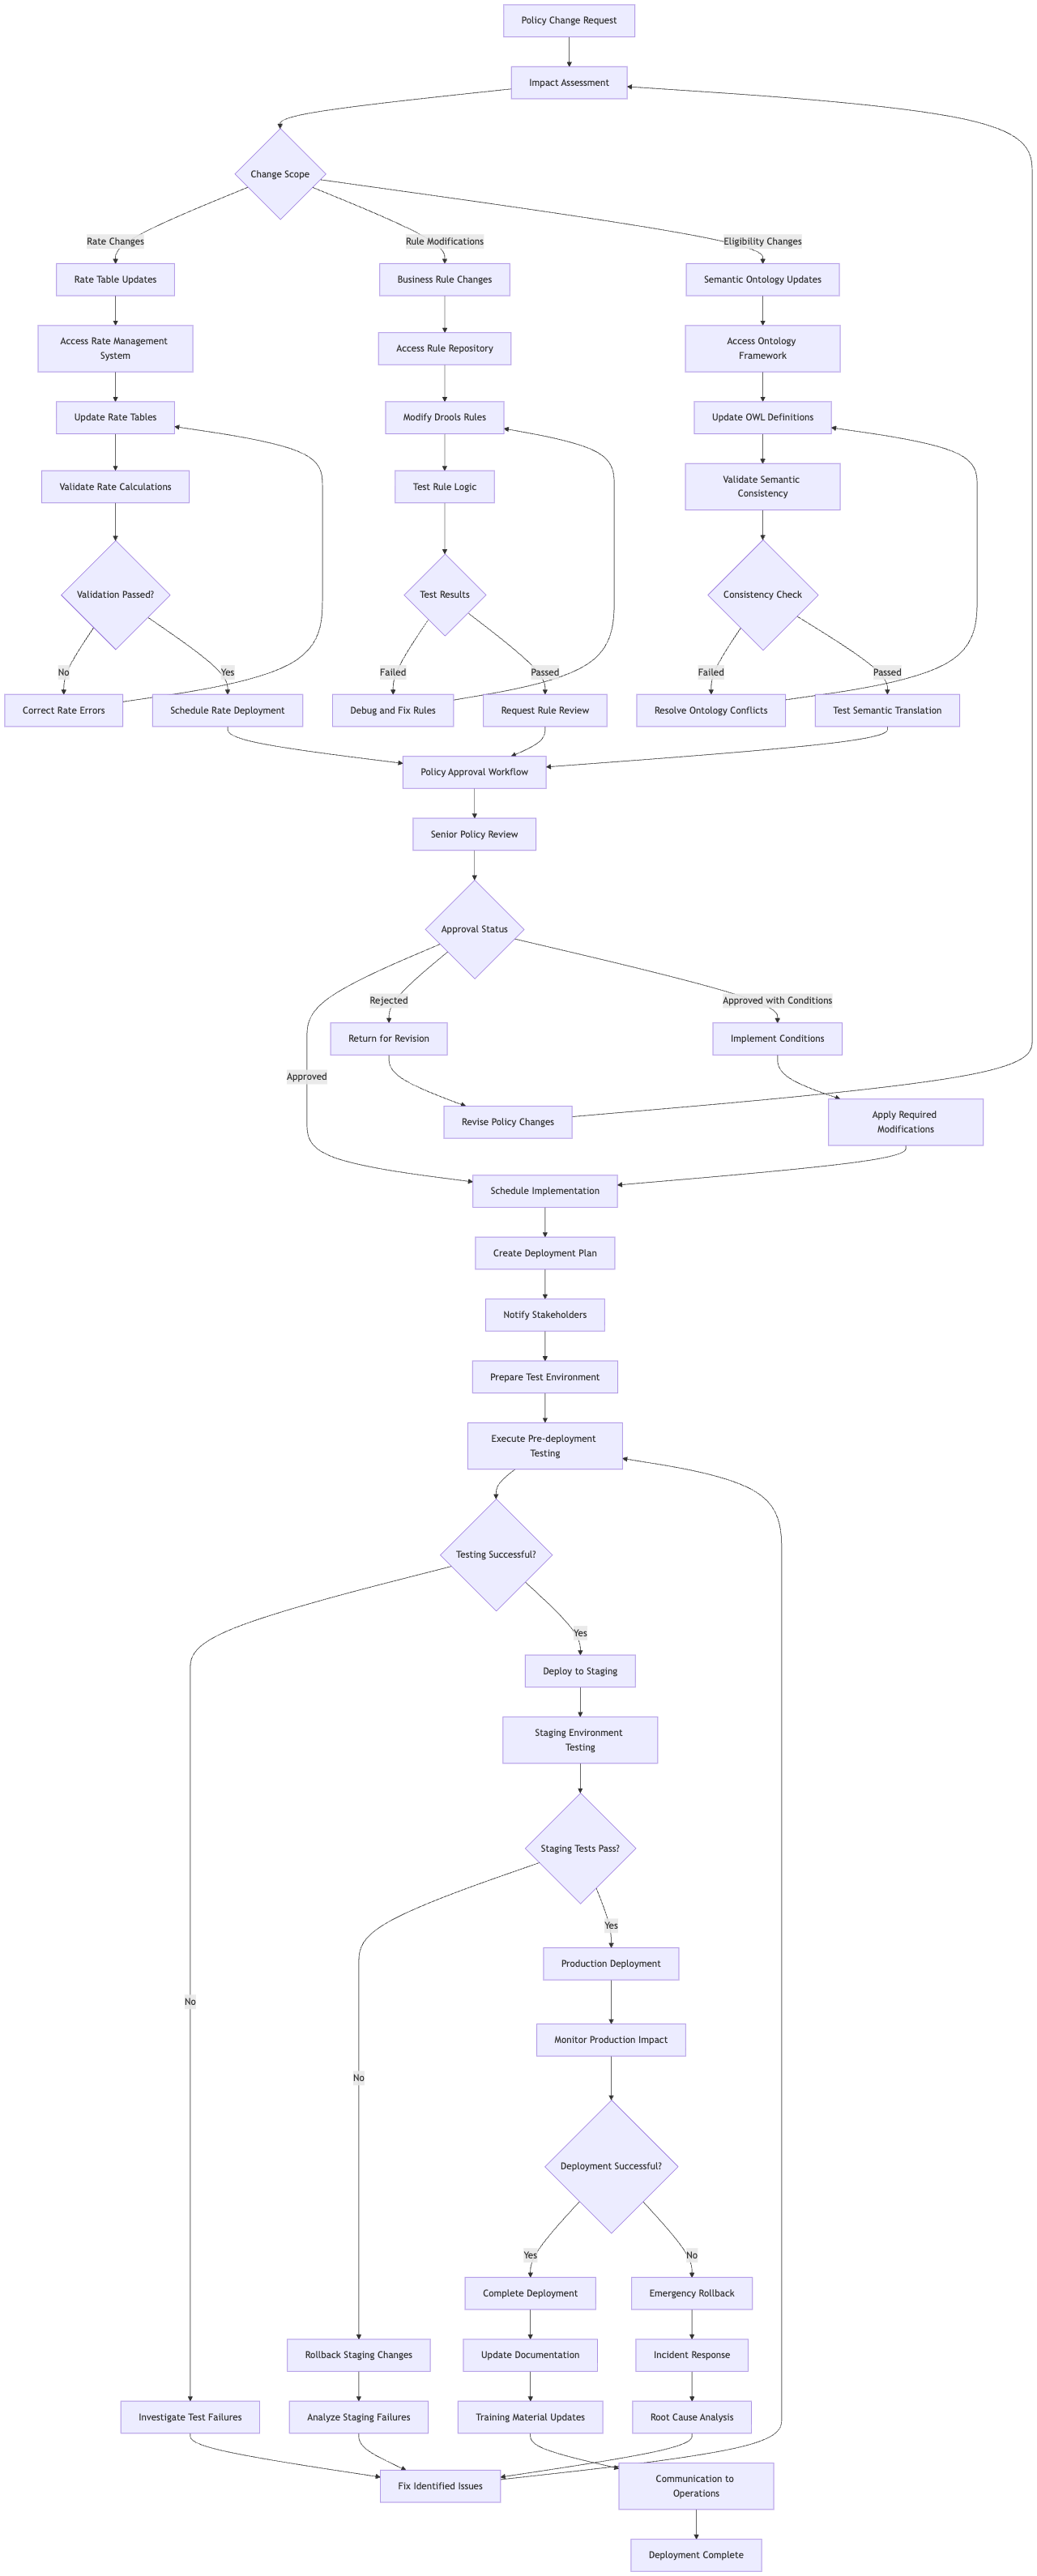 Policy Change Request
Impact Assessment
Change Scope
Rate Changes
Rule Modifications
Eligibility Changes
Rate Table Updates
Business Rule Changes
Semantic Ontology Updates
Access Rate Management
System
Access Rule Repository
Access Ontology
Framework
Update Rate Tables
Modify Drools Rules
Update OWL Definitions
Validate Rate Calculations
Test Rule Logic
Validate Semantic
Consistency
Validation Passed?
Test Results
Consistency Check
No
Yes
Failed
Passed
Failed
Passed
Correct Rate Errors
Schedule Rate Deployment
Debug and Fix Rules
Request Rule Review
Resolve Ontology Conflicts
Test Semantic Translation
Policy Approval Workflow
Senior Policy Review
Approval Status
Rejected
Approved with Conditions
Return for Revision
Implement Conditions
Approved
Revise Policy Changes
Apply Required
Modifications
Schedule Implementation
Create Deployment Plan
Notify Stakeholders
Prepare Test Environment
Execute Pre-deployment
Testing
Testing Successful?
Yes
Deploy to Staging
Staging Environment
Testing
Staging Tests Pass?
Yes
Production Deployment
No
Monitor Production Impact
No
Deployment Successful?
Yes
No
Complete Deployment
Emergency Rollback
Rollback Staging Changes
Update Documentation
Incident Response
Investigate Test Failures
Analyze Staging Failures
Training Material Updates
Root Cause Analysis
Fix Identified Issues
Communication to
Operations
Deployment Complete